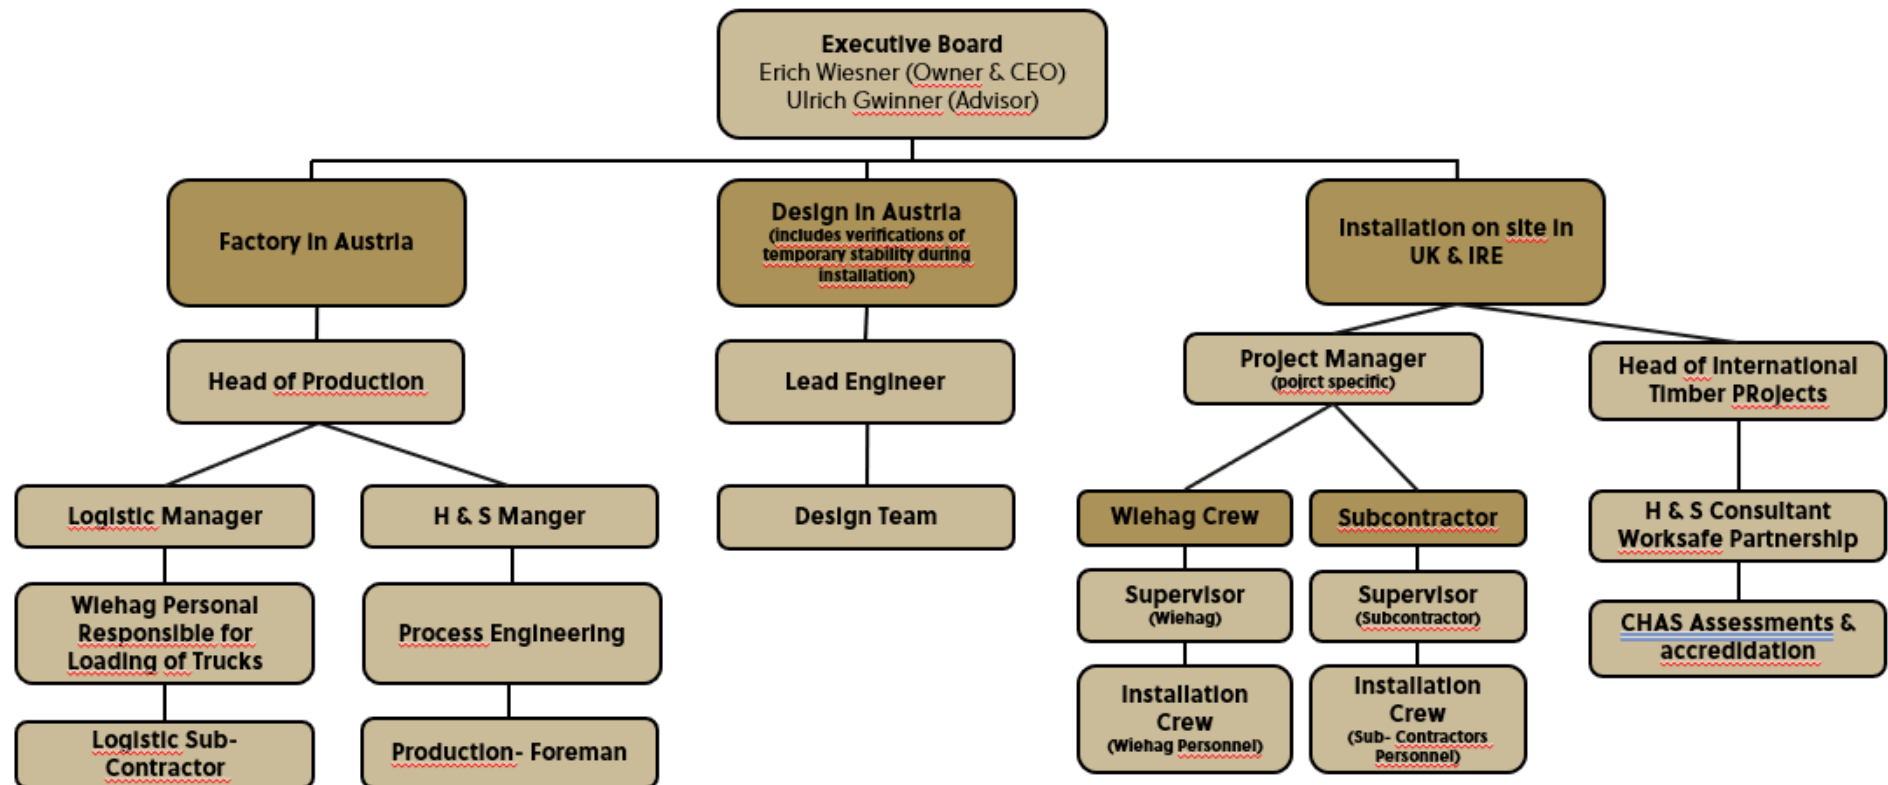 Executive Board
Erich Wiesner (Owner & CEO)
Ulrich Gwinner (Advisor)
Factory in Austria
Design in Austria
(includes verifications of
temporary stability during
installation)
Installation on site in
UK & IRE
Head of Production
Lead Engineer
Project Manager
(poirct specific)
Head of International
Timber PRojects
Logistic Manager
H & S Manger
Design Team
Wiehag Crew
Subcontractor
H & S Consultant
Worksafe Partnership
Wiehag Personal
Responsible for
Loading of Trucks
Process Engineering
Supervisor
(Wiehag)
Supervisor
(Subcontractor)
CHAS Assessments &
accredidation
Logistic Sub-
Contractor
Production- Foreman
Installation
Crew
(Wiehag Personnel)
Installation
Crew
(Sub- Contractors
Personnel)